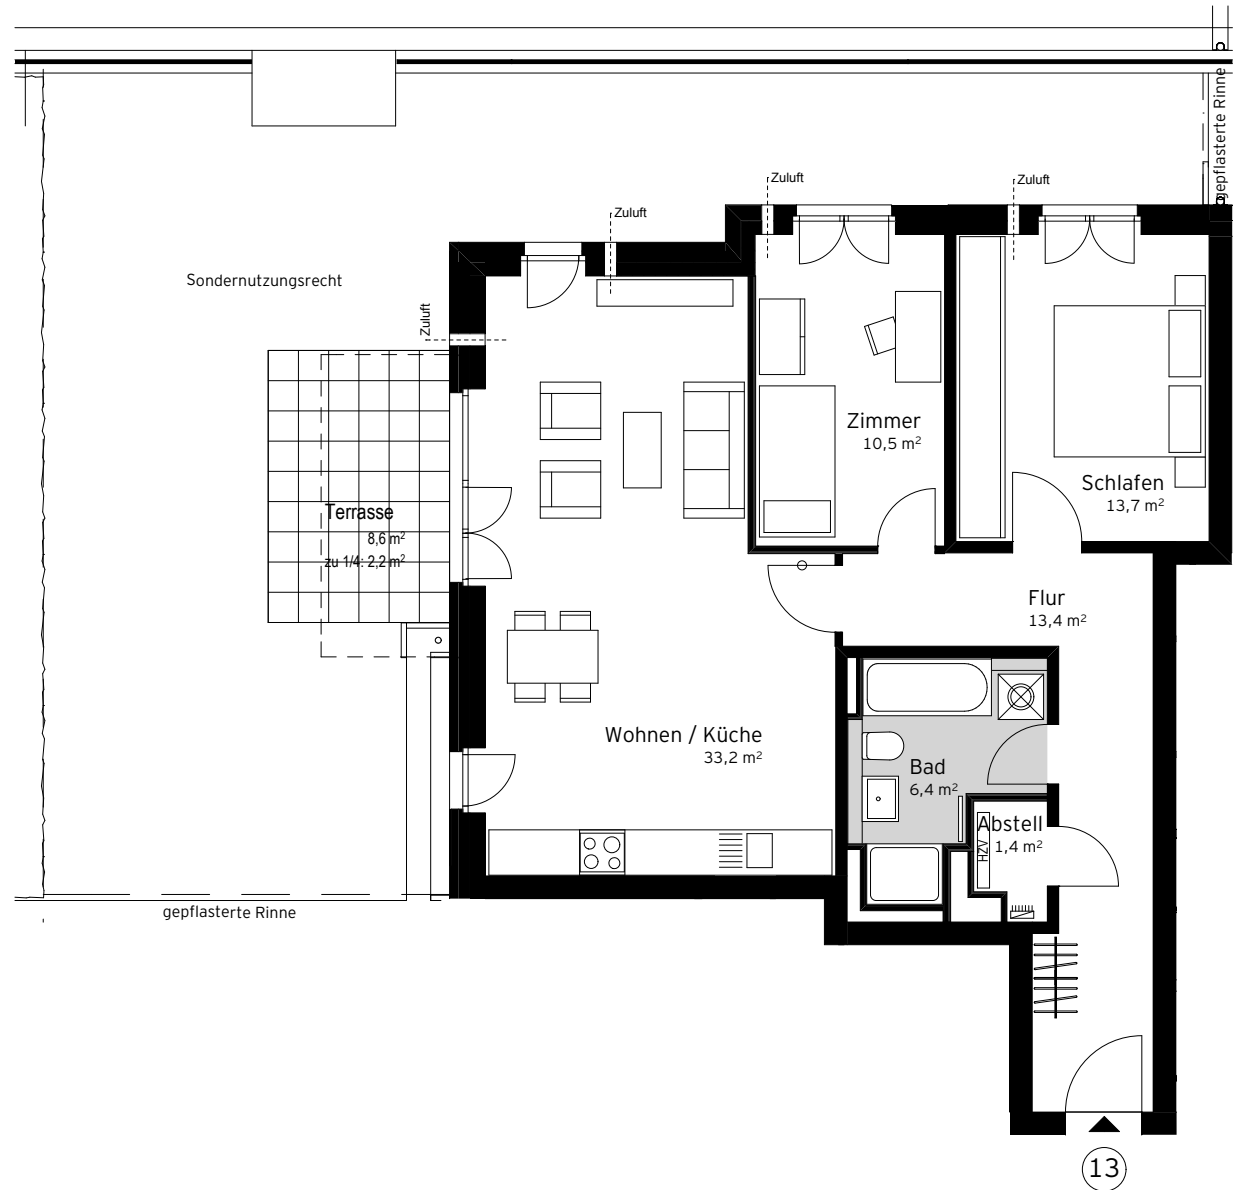 gepflasterte Rinne
Zuluft
Zuluft
Zuluft
Sondernutzungsrecht
Zuluft
Zimmer
10,5 m²
Schlafen
13,7 m²
Terrasse
8,6 m²
zu 1/4: 2,2 m²
Flur
13,4 m²
Wohnen / Küche
33,2 m²
Bad
6,4 m²
Abstell
1,4 m²
HZV
gepflasterte Rinne
13